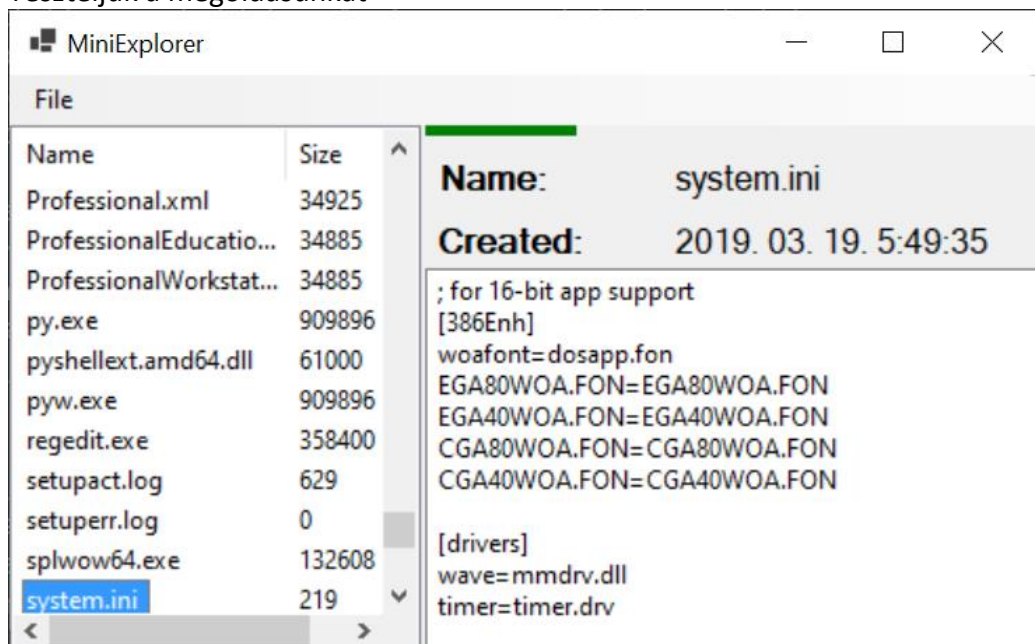 Teszteljük a megoldásunkat
MiniExplorer
File
Name Size
Professional.xml 34925
ProfessionalEducatio... 34885
ProfessionalWorkstat... 34885
py.exe 909896
pyshellext.amd64.dll 61000
pyw.exe 909896
regedit.exe 358400
setupact.log 629
setuperr.log 0
splwow64.exe 132608
system.ini 219
Name: system.ini
Created: 2019. 03. 19. 5:49:35
; for 16-bit app support
[386Enh]
woafont=dosapp.fon
EGA80WOA.FON=EGA80WOA.FON
EGA40WOA.FON=EGA40WOA.FON
CGA80WOA.FON=CGA80WOA.FON
CGA40WOA.FON=CGA40WOA.FON
[drivers]
wave=mmdrv.dll
timer=timer.drv